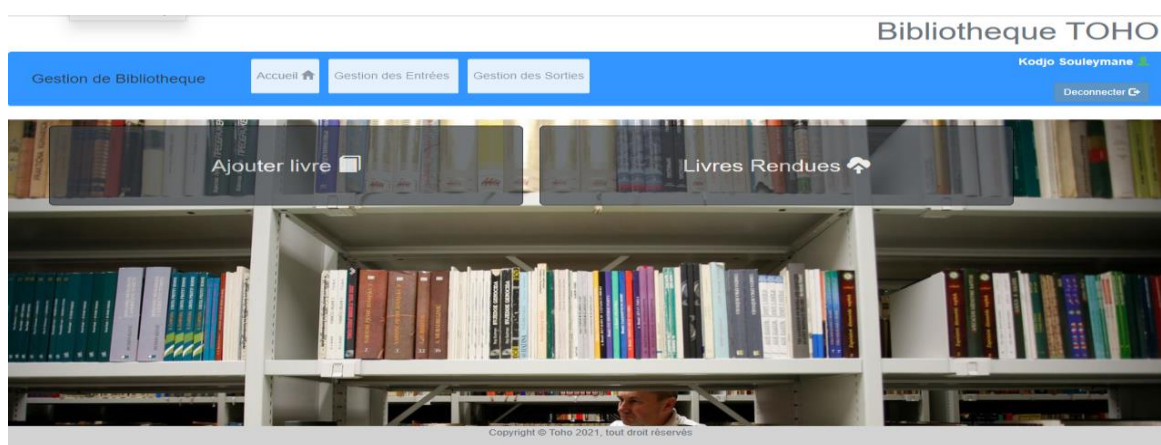 Bibliotheque TOHO
Kodjo Souleymane
Gestion de Bibliotheque
Accueil
Gestion des Entrées
Gestion des Sorties
Deconnecter
Ajouter livre
Livres Rendues
Copyright © Toho 2021, tout droit réservés